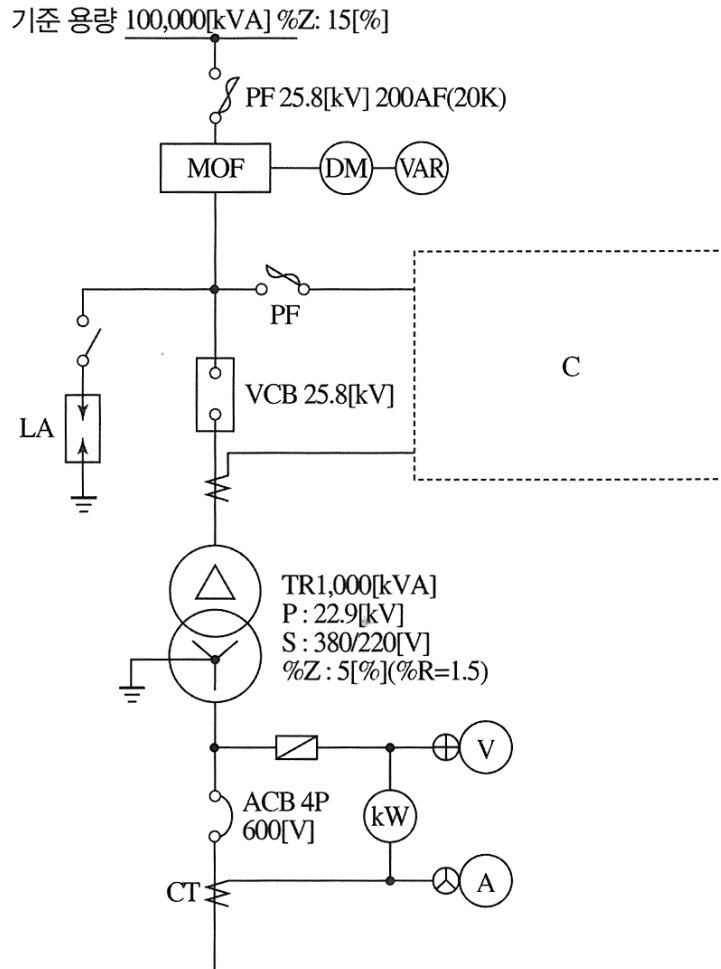 기준 용량 100,000[kVA] %Z: 15[%]
PF 25.8[kV] 200AF(20K)
MOF
DM
VAR
PF
C
VCB 25.8[kV]
LA
TR1,000[kVA]
P : 22.9[kV]
S : 380/220[V]
%Z : 5[%](%R=1.5)
V
ACB 4P
600[V]
kW
CT
A